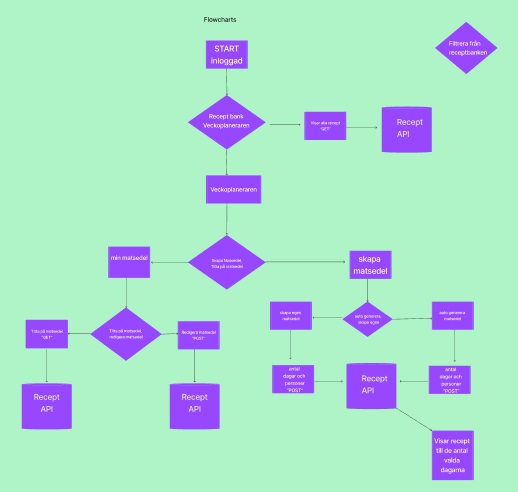 Flowcharts
START
inloggad
Filtrera från
receptbanken
Recept bank
Veckoplaneraren
Visar alla recept
"GET"
Recept
API
Veckoplaneraren
min matsedel
Skapa Matsedel,
Titta på matsedel
skapa
matsedel
skapa egen
matsedel
auto generera,
skapa egen
auto generera
matsedel
Titta på matsedel
"GET"
Titta på matsedel,
redigera matsedel
Redigera matsedel
"POST"
antal
dagar och
personer
"POST"
Recept
API
antal
dagar och
personer
"POST"
Recept
API
Recept
API
Visar recept
till de antal
valda
dagarna